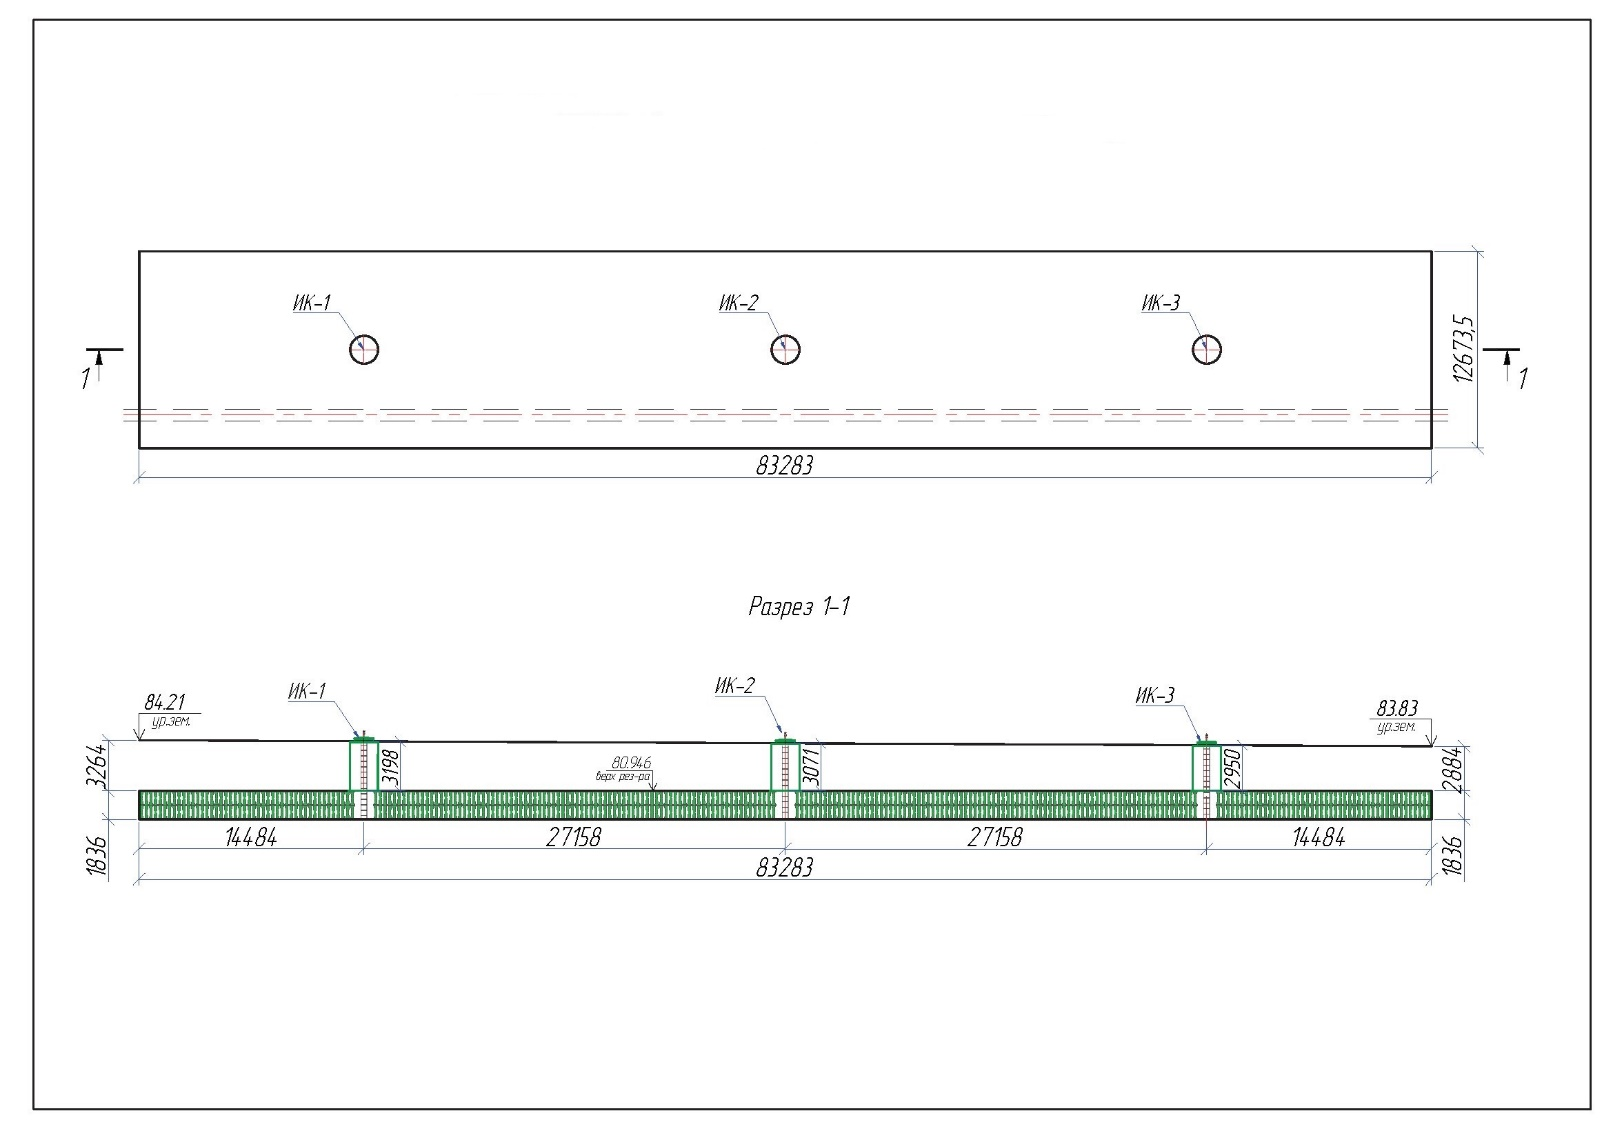 ИК-1
ИК-2
ИК-3
12673,5
1
1
83283
Разрез 1-1
ИК-1
ИК-2
ИК-3
84.21
ур.зем.
83.83
ур.зем.
3264
3198
80.946
верх рез-ра
3071
2950
2884
1836
14484
27158
27158
14484
1836
83283